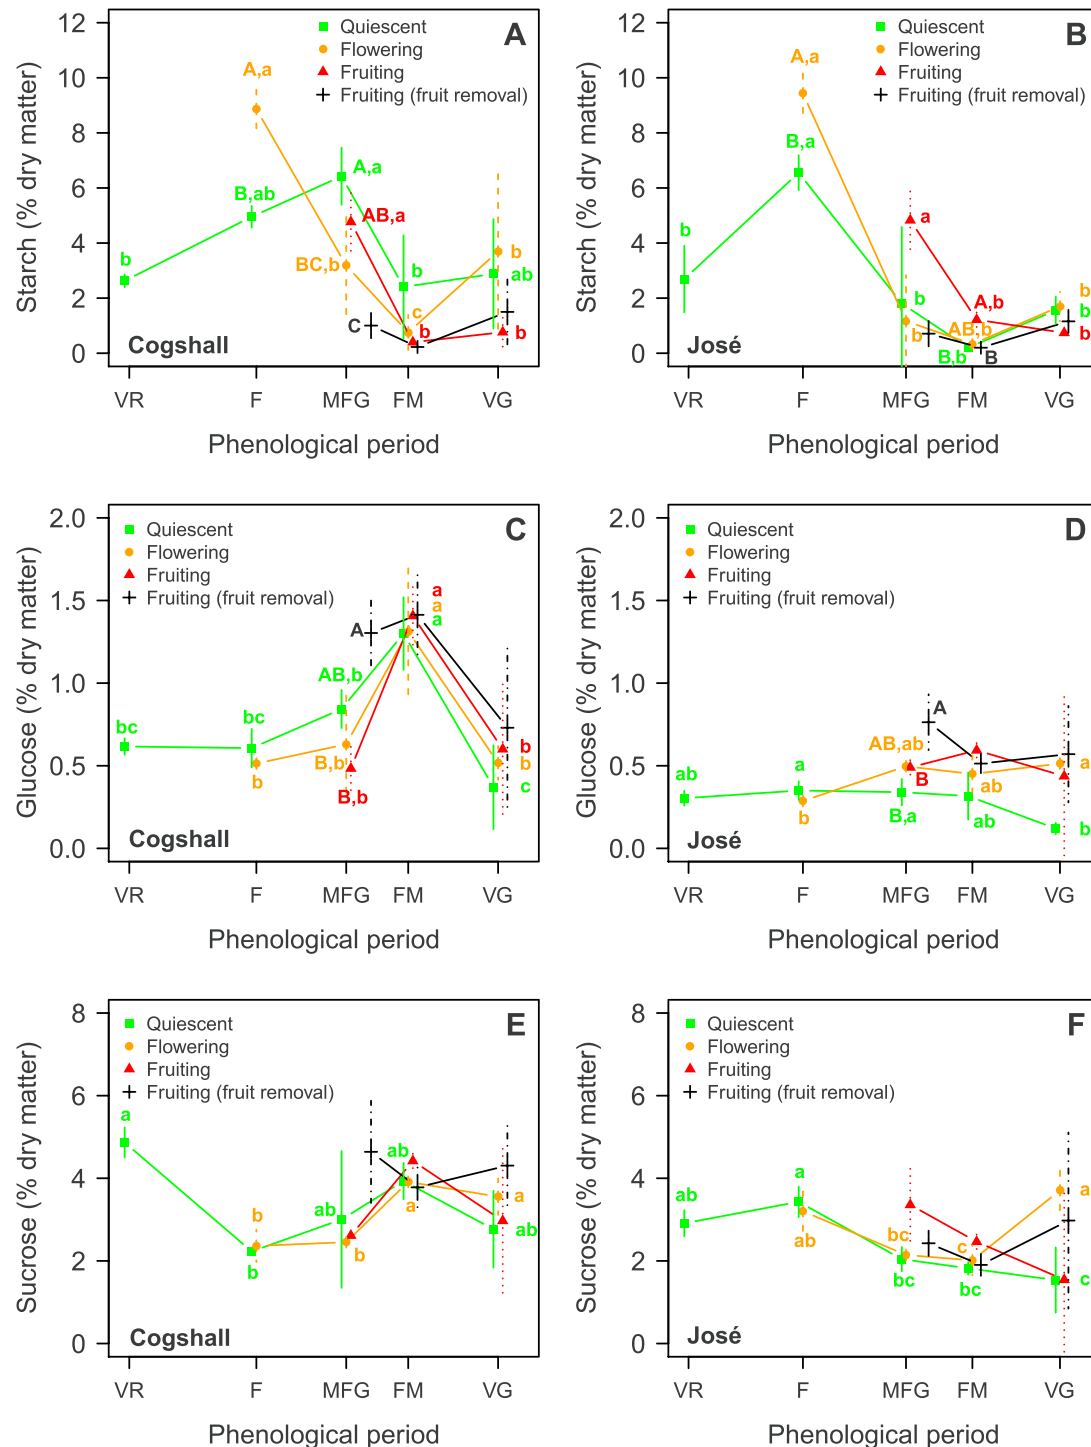 A
Quiescent
Flowering
Fruiting
Fruiting (fruit removal)
Starch (% dry matter)
12
10
8
6
4
2
0
b
B,ab
A,a
A,a
AB,a
BC,b
C
b
c
b
b
ab
b
Cogshall
VR F MFG FM VG
Phenological period
B
Quiescent
Flowering
Fruiting
Fruiting (fruit removal)
Starch (% dry matter)
12
10
8
6
4
2
0
b
A,a
B,a
a
b
b
A,b
AB,b
B,b
B
b
b
b
José
VR F MFG FM VG
Phenological period
C
Quiescent
Flowering
Fruiting
Fruiting (fruit removal)
Glucose (% dry matter)
2.0
1.5
1.0
0.5
0.0
bc
bc
b
AB,b
B,b
B,b
A
a
a
a
b
b
c
Cogshall
VR F MFG FM VG
Phenological period
D
Quiescent
Flowering
Fruiting
Fruiting (fruit removal)
Glucose (% dry matter)
2.0
1.5
1.0
0.5
0.0
ab
a
b
A
AB,ab
B
B,a
ab
ab
a
b
José
VR F MFG FM VG
Phenological period
E
Quiescent
Flowering
Fruiting
Fruiting (fruit removal)
Sucrose (% dry matter)
8
6
4
2
0
a
b
b
ab
b
ab
a
a
ab
Cogshall
VR F MFG FM VG
Phenological period
F
Quiescent
Flowering
Fruiting
Fruiting (fruit removal)
Sucrose (% dry matter)
8
6
4
2
0
ab
a
ab
bc
bc
c
bc
a
c
José
VR F MFG FM VG
Phenological period